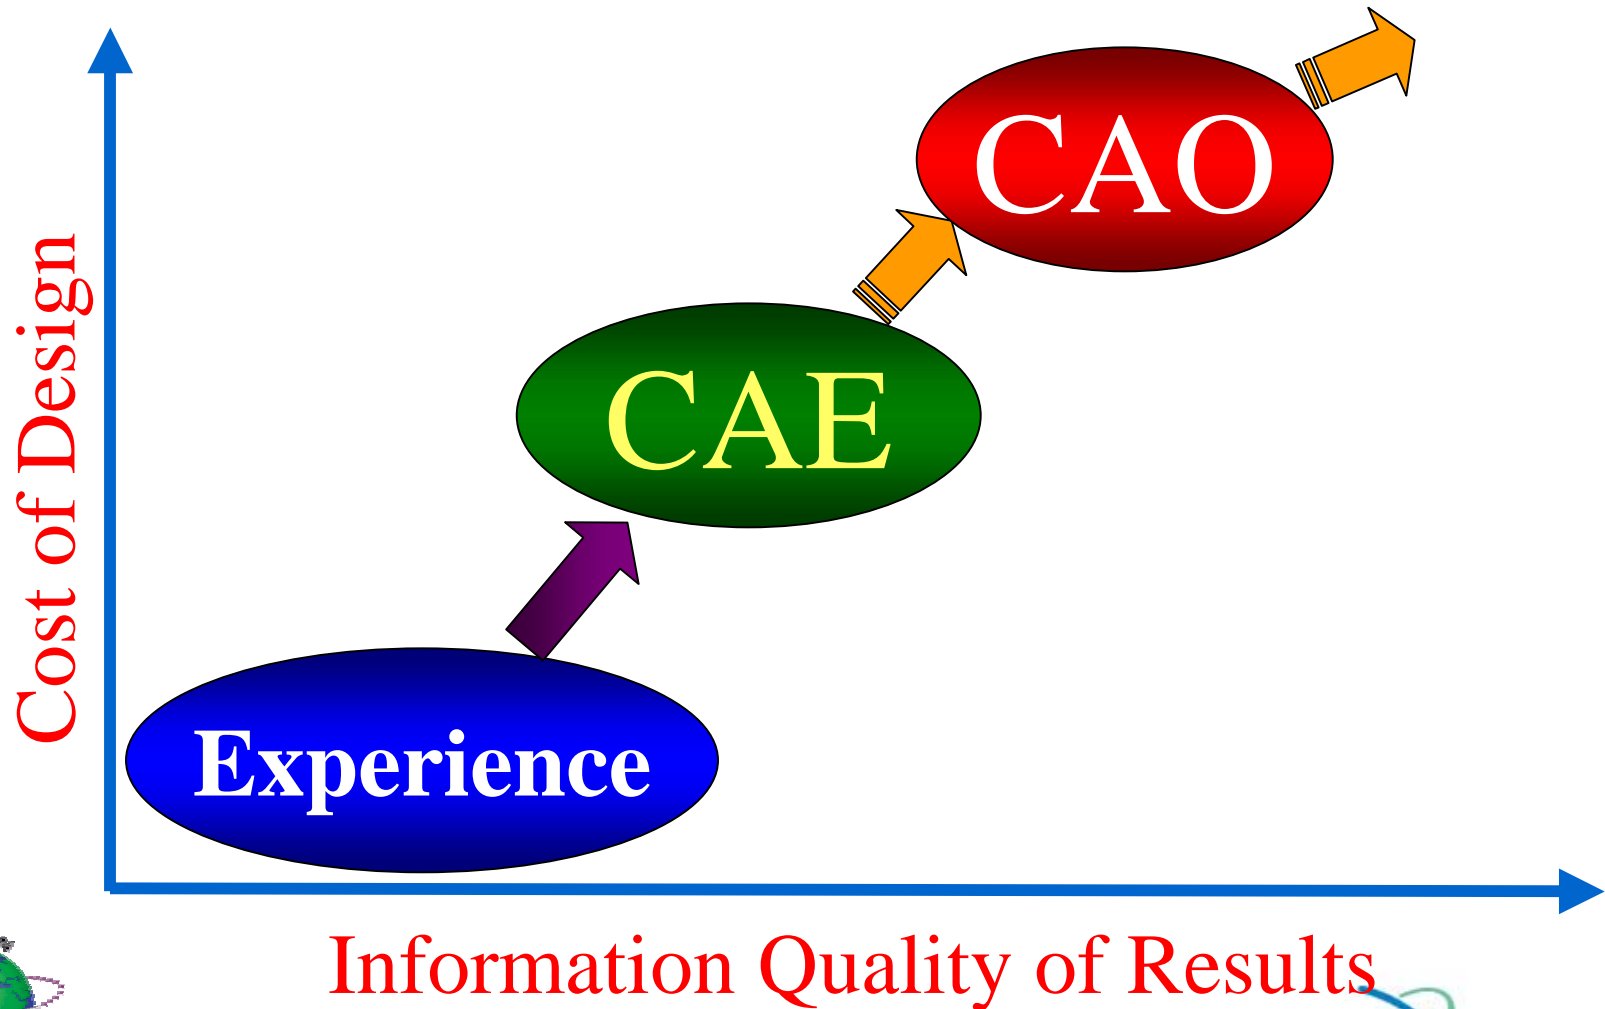 Cost of Design
CAO
CAE
Experience
Information Quality of Results